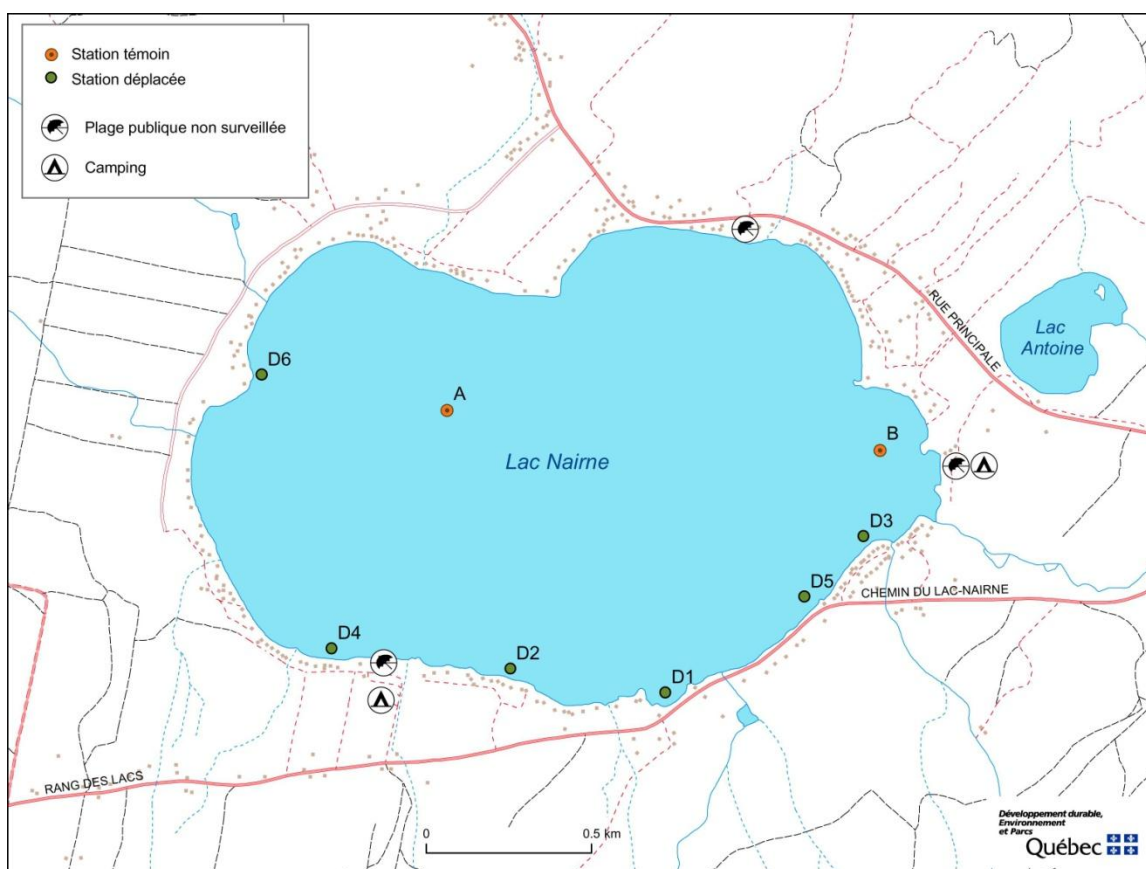 Station témoin
Station déplacée
Plage publique non surveillée
Camping
RUE PRINCIPALE
Lac
Antoine
D6
A
B
Lac Nairne
D3
D5
CHEMIN DU LAC-NAIRNE
D4
D2
D1
RANG DES LACS
0 0.5 km
Développement durable,
Environnement
et Parcs
Québec